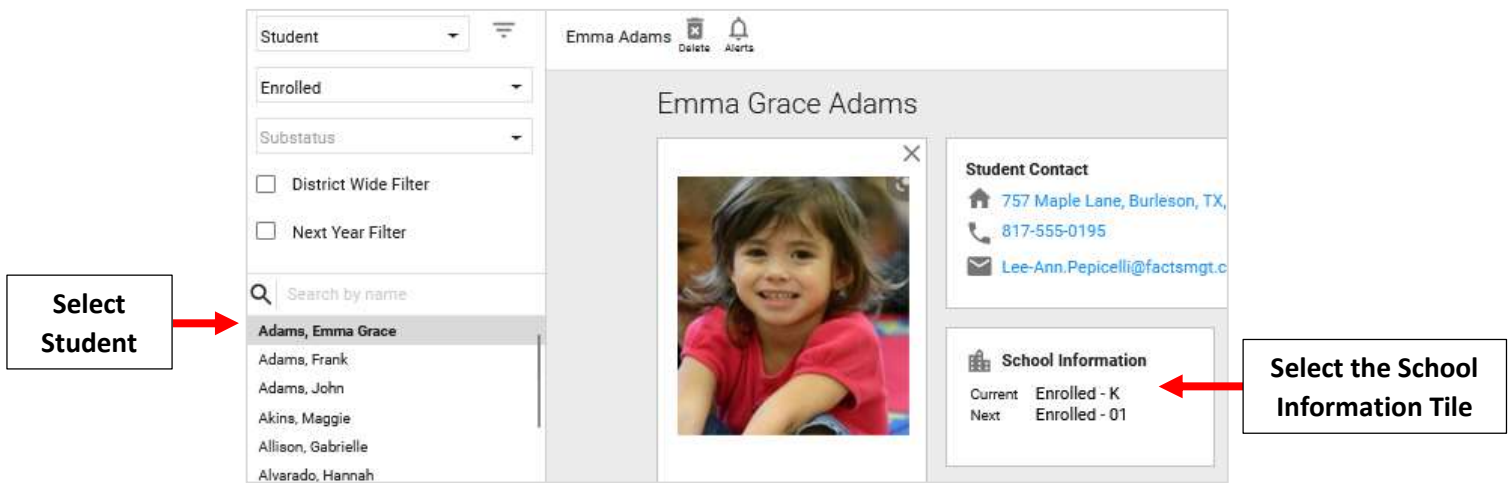 Student
Enrolled
Substatus
District Wide Filter
Next Year Filter
Search by name
Adams, Emma Grace
Adams, Frank
Adams, John
Akins, Maggie
Allison, Gabrielle
Alvarado, Hannah
Select
Student
Emma Adams
Delete
Alerts
Emma Grace Adams
Student Contact
757 Maple Lane, Burleson, TX,
817-555-0195
Lee-Ann.Pepicelli@factsmgt.c
School Information
Current Enrolled - K
Next Enrolled - 01
Select the School
Information Tile